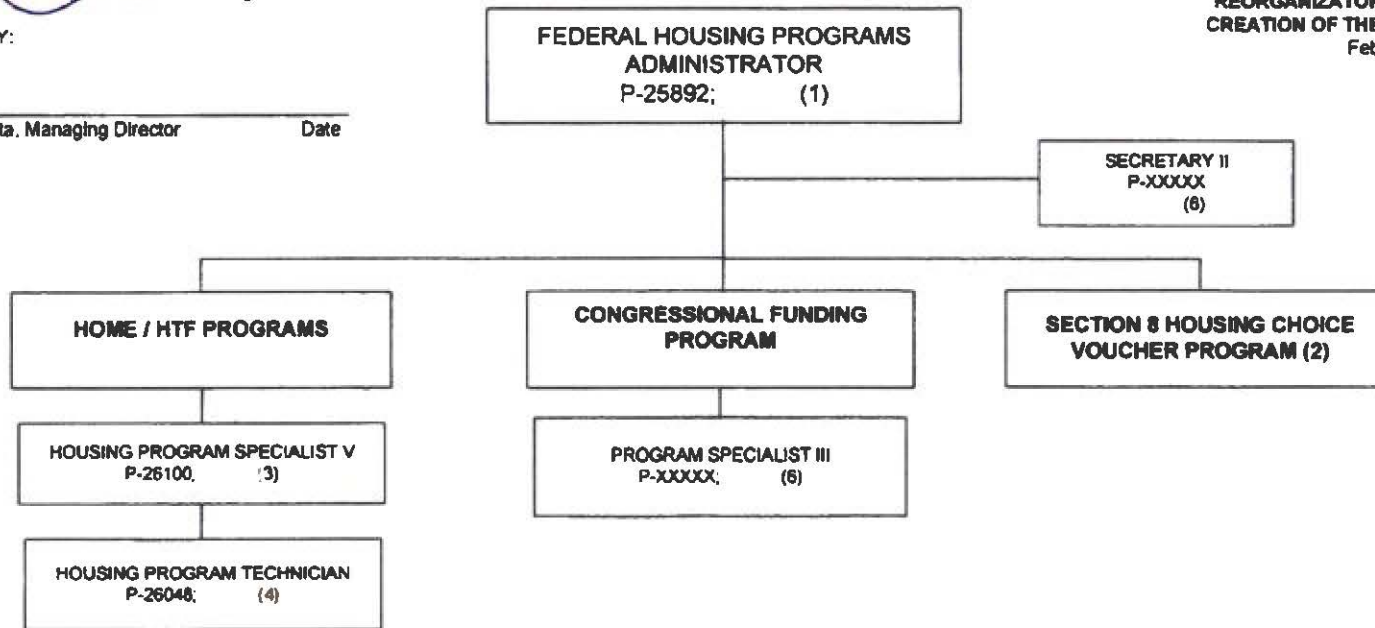 REORGANIZATOR
CREATION OF THE
Feb
Y:
ta, Managing Director Date
FEDERAL HOUSING PROGRAMS
ADMINISTRATOR
P-25892; (1)
SECRETARY II
P-XXXXX
(6)
HOME / HTF PROGRAMS
CONGRESSIONAL FUNDING
PROGRAM
SECTION 8 HOUSING CHOICE
VOUCHER PROGRAM (2)
HOUSING PROGRAM SPECIALIST V
P-26100, (3)
PROGRAM SPECIALIST III
P-XXXXX; (6)
HOUSING PROGRAM TECHNICIAN
P-26048; (4)